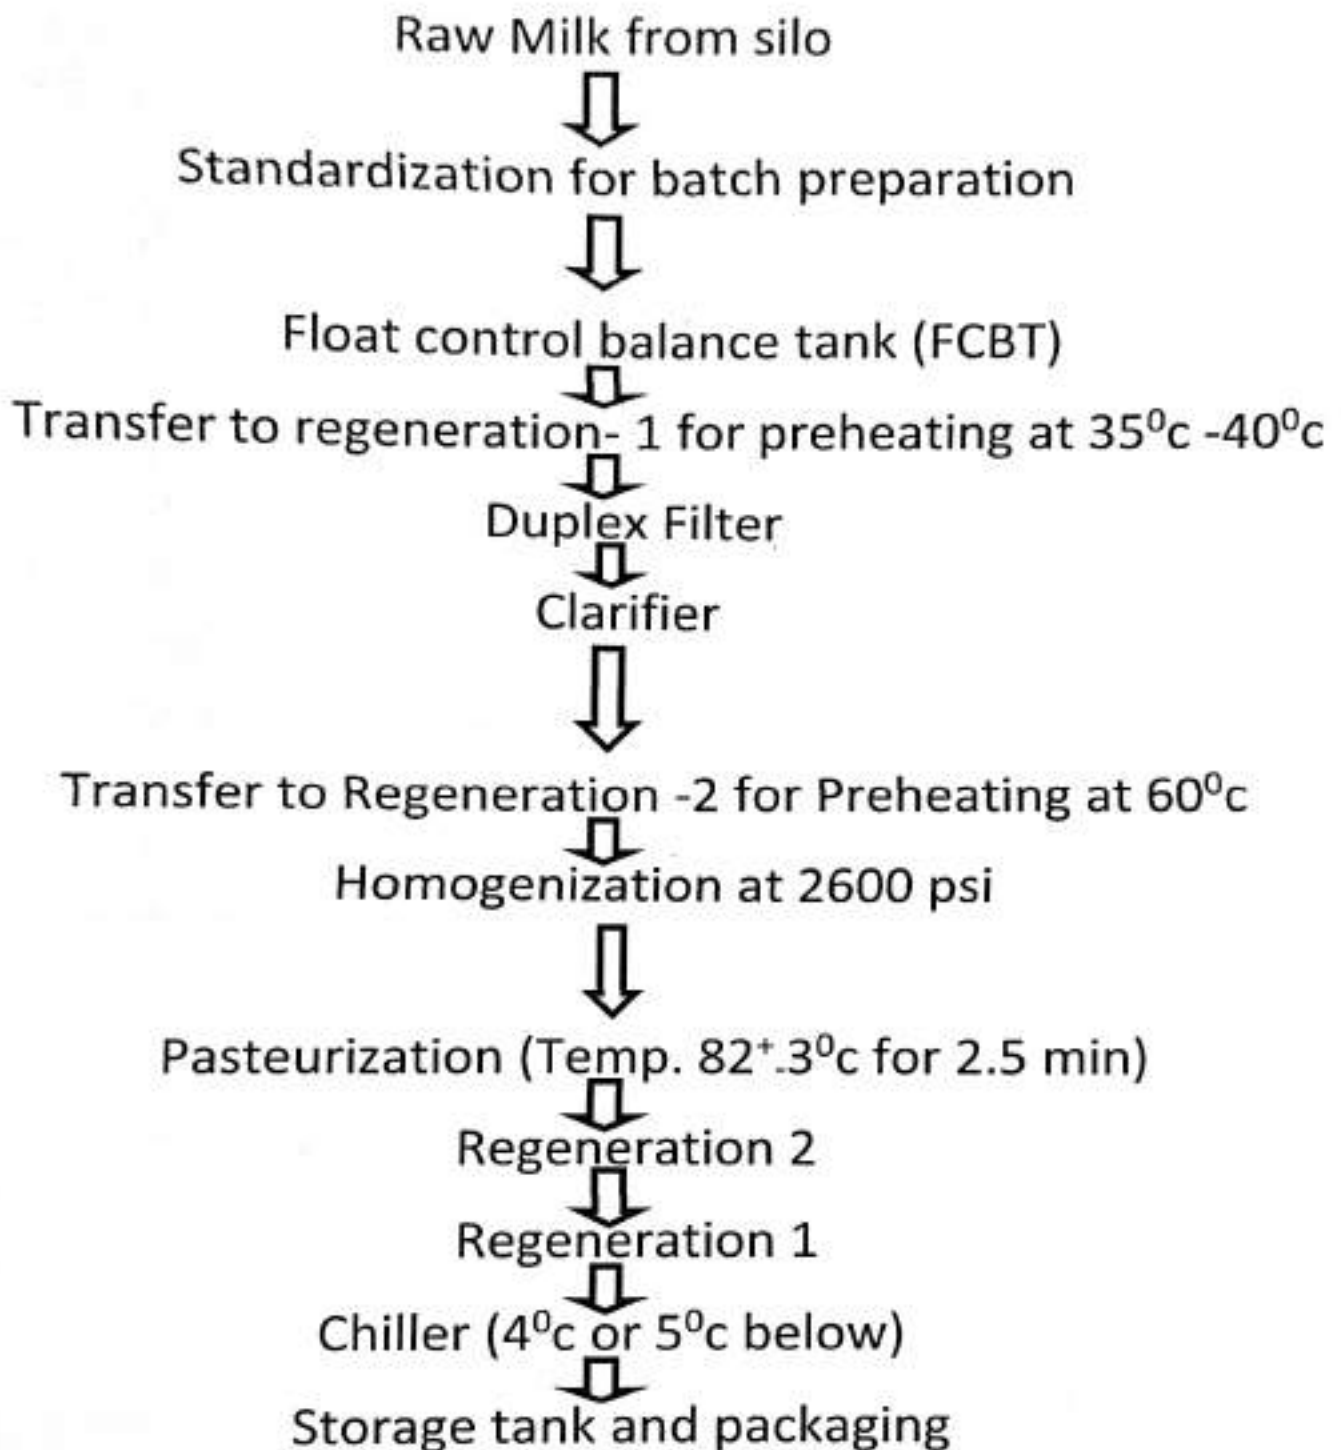 Raw Milk from silo
Standardization for batch preparation
Float control balance tank (FCBT)
Transfer to regeneration- 1 for preheating at 35⁰c -40⁰c
Duplex Filter
Clarifier
Transfer to Regeneration -2 for Preheating at 60⁰c
Homogenization at 2600 psi
Pasteurization (Temp. 82⁺.3⁰c for 2.5 min)
Regeneration 2
Regeneration 1
Chiller (4⁰c or 5⁰c below)
Storage tank and packaging